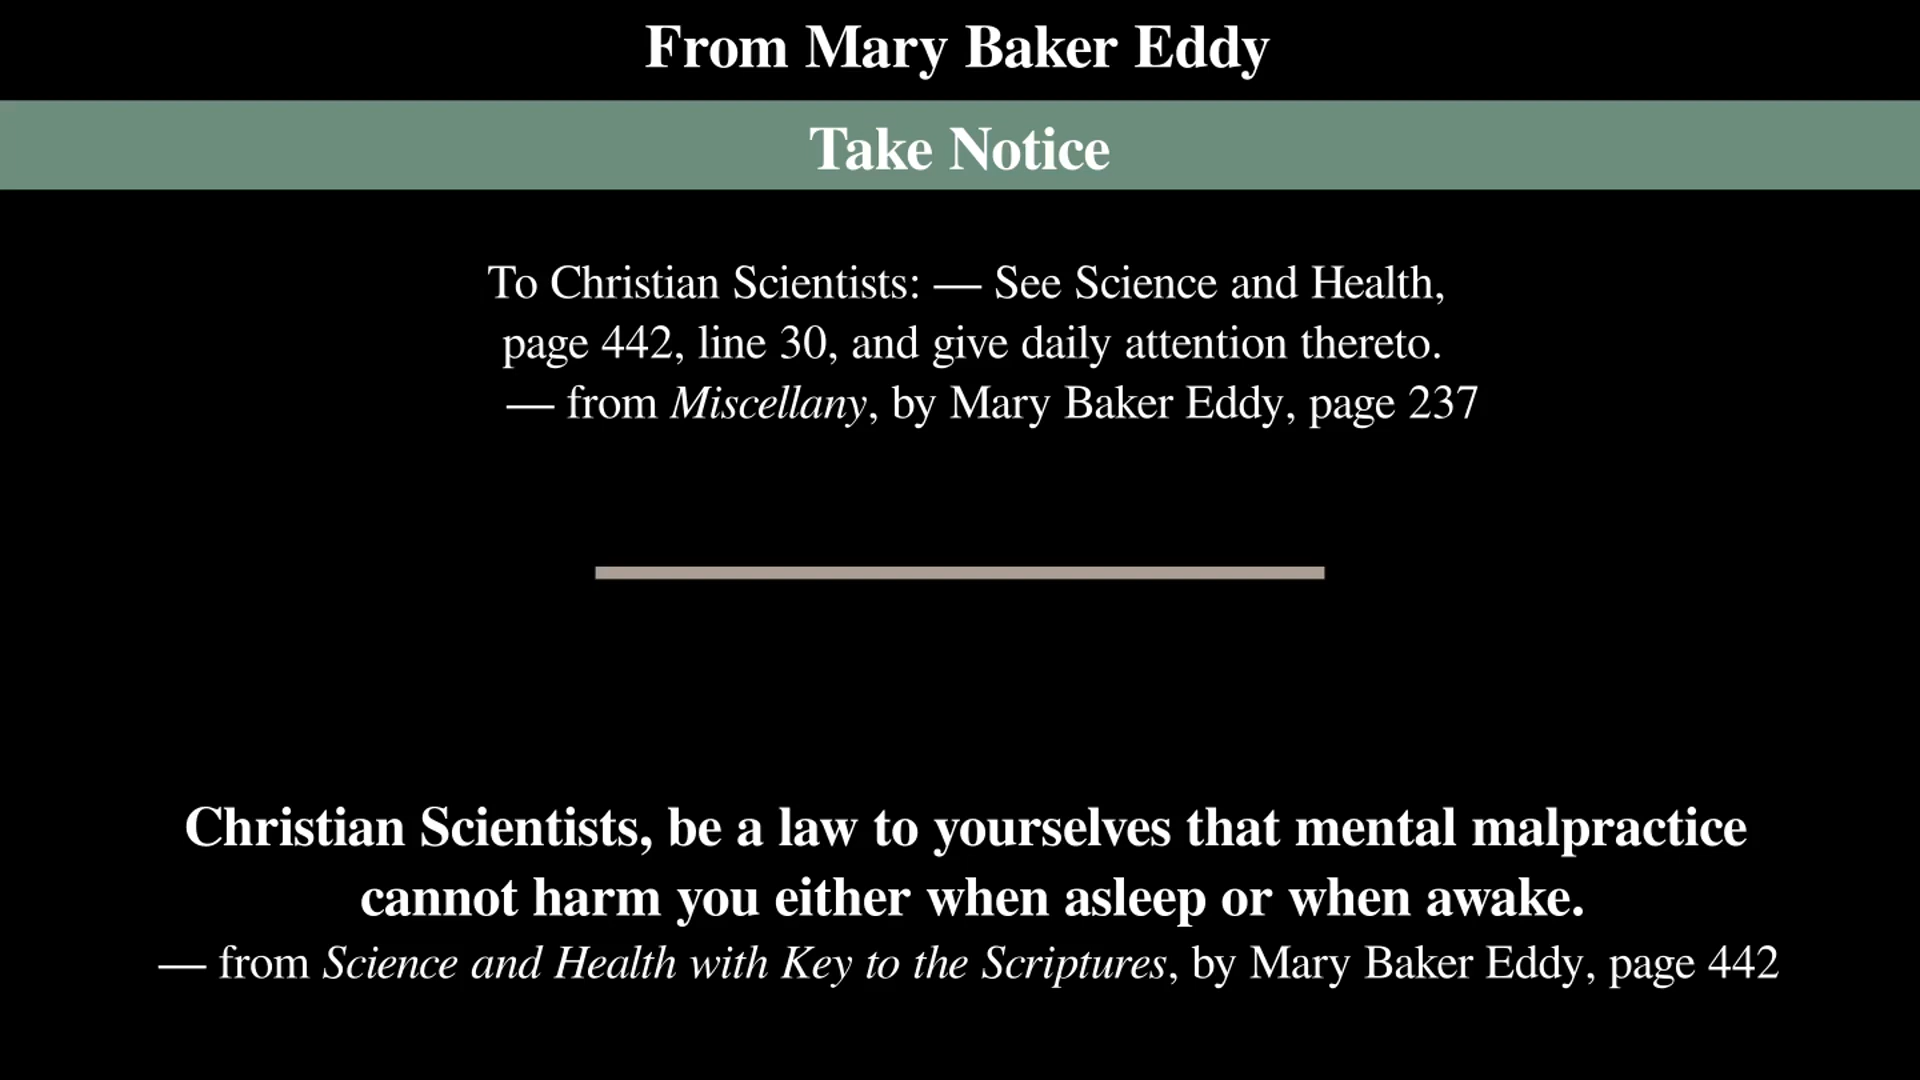 From Mary Baker Eddy
Take Notice
To Christian Scientists: — See Science and Health,
page 442, line 30, and give daily attention thereto.
— from Miscellany, by Mary Baker Eddy, page 237
Christian Scientists, be a law to yourselves that mental malpractice
cannot harm you either when asleep or when awake.
— from Science and Health with Key to the Scriptures, by Mary Baker Eddy, page 442